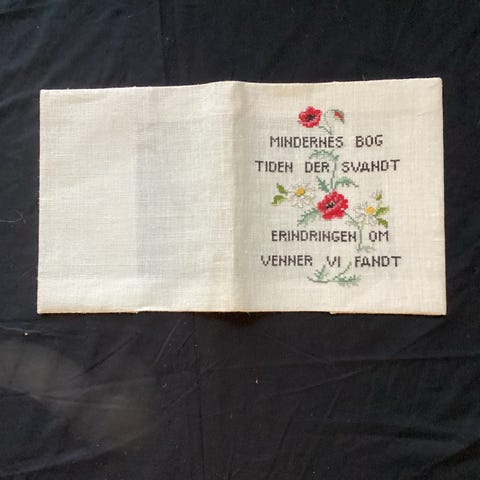 MINDERNES BOG
TIDEN DER SVANDT
ERINDRINGEN OM
VENNER VI FANDT